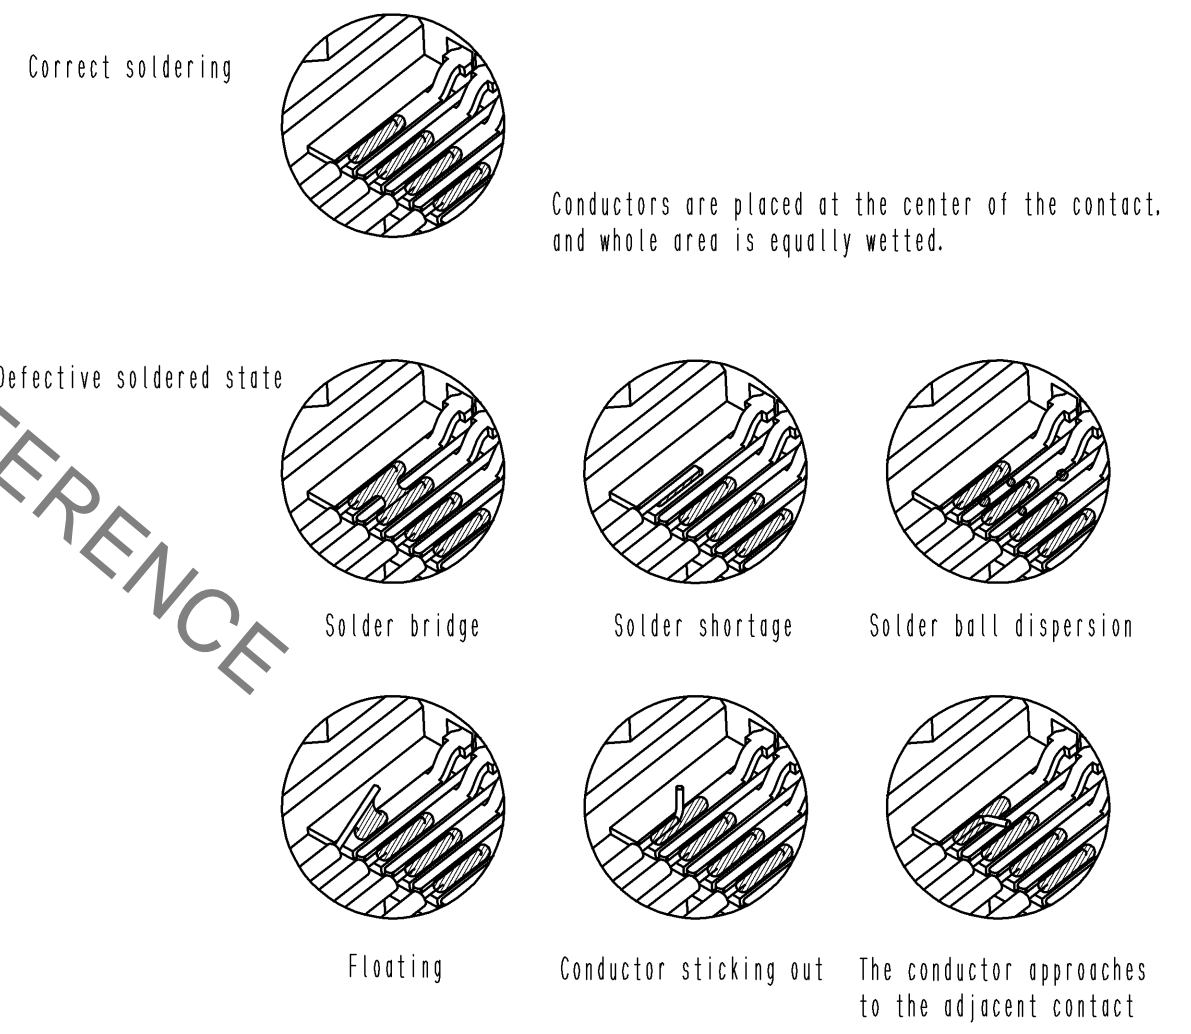 Correct soldering
Conductors are placed at the center of the contact,
and whole area is equally wetted.
Defective soldered state
ERENCE
Solder bridge
Solder shortage
Solder ball dispersion
Floating
Conductor sticking out
The conductor approaches
to the adjacent contact